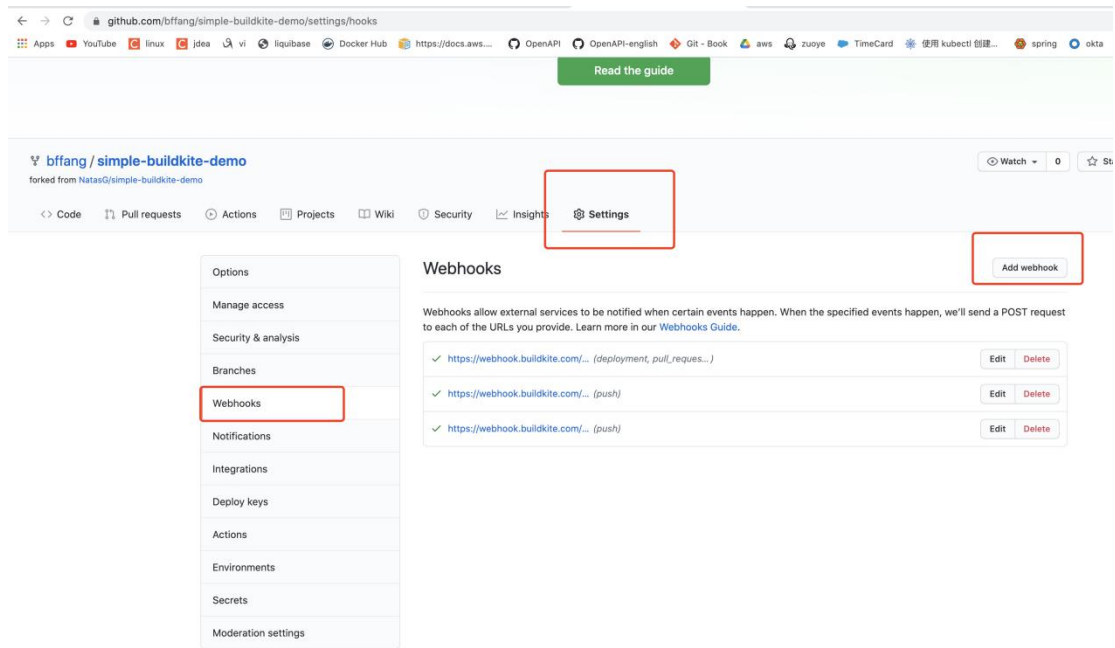 github.com/bffang/simple-buildkite-demo/settings/hooks
Apps YouTube linux jdea vi liquibase Docker Hub https://docs.aws.... OpenAPI OpenAPI-english Git - Book aws zuoye TimeCard 使用 kubectl 创建... spring okta
Read the guide
bffang / simple-buildkite-demo
Watch 0 Sta
forked from NatasG/simple-buildkite-demo
Code Pull requests Actions Projects Wiki Security Insights Settings
Options
Manage access
Security & analysis
Branches
Webhooks
Notifications
Integrations
Deploy keys
Actions
Environments
Secrets
Moderation settings
Webhooks
Add webhook
Webhooks allow external services to be notified when certain events happen. When the specified events happen, we'll send a POST request
to each of the URLs you provide. Learn more in our Webhooks Guide.
https://webhook.buildkite.com/... (deployment, pull_reques...) Edit Delete
https://webhook.buildkite.com/... (push) Edit Delete
https://webhook.buildkite.com/... (push) Edit Delete